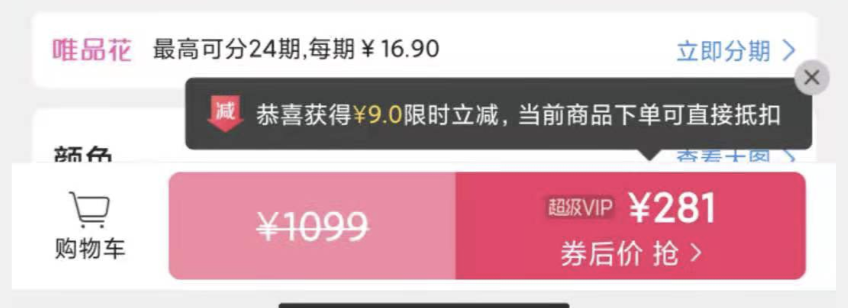 唯品花 最高可分24期,每期￥16.90 立即分期
减 恭喜获得¥9.0限时立减，当前商品下单可直接抵扣
颜色 查看大图
¥1099 超级VIP ¥281
购物车 券后价 抢